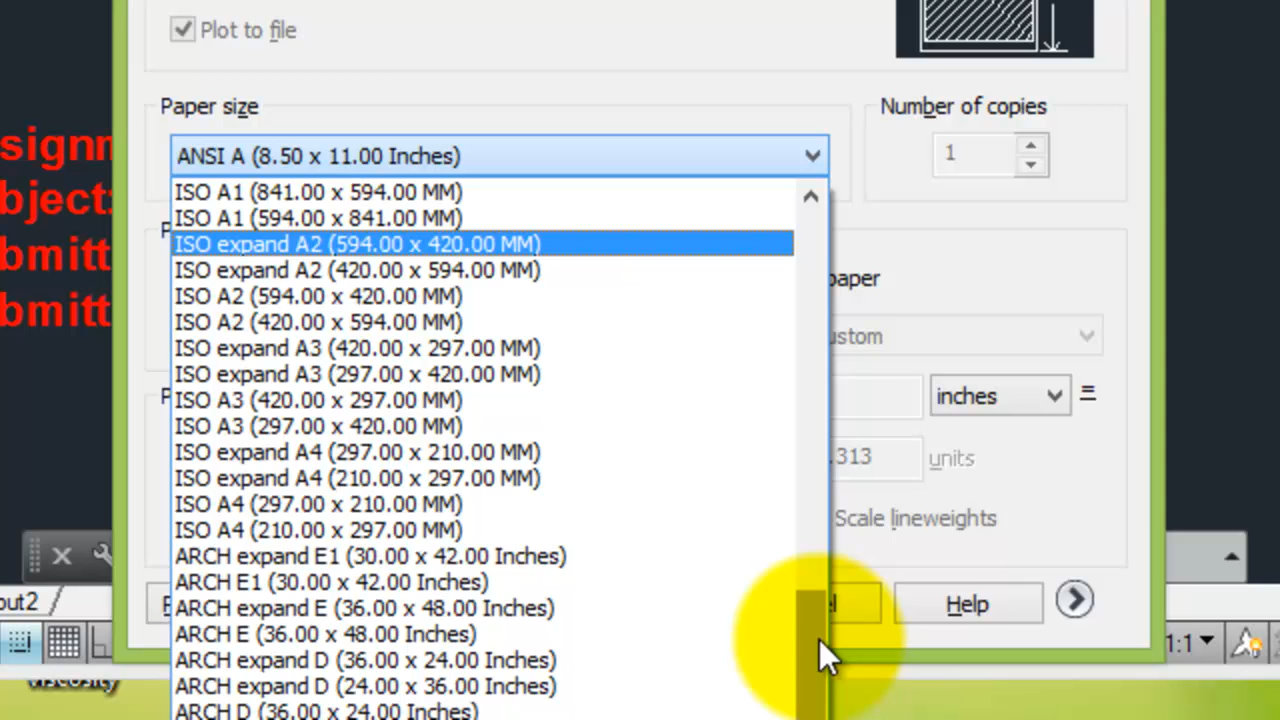 Plot to file
Paper size
Number of copies
signm
ANSI A (8.50 x 11.00 Inches)
1
ISO A1 (841.00 x 594.00 MM)
bject:
ISO A1 (594.00 x 841.00 MM)
P
ISO expand A2 (594.00 x 420.00 MM)
bmitt
ISO expand A2 (420.00 x 594.00 MM)
paper
ISO A2 (594.00 x 420.00 MM)
bmitt
ISO A2 (420.00 x 594.00 MM)
ustom
ISO expand A3 (420.00 x 297.00 MM)
ISO expand A3 (297.00 x 420.00 MM)
P
ISO A3 (420.00 x 297.00 MM)
inches
=
ISO A3 (297.00 x 420.00 MM)
ISO expand A4 (297.00 x 210.00 MM)
.313
units
ISO expand A4 (210.00 x 297.00 MM)
ISO A4 (297.00 x 210.00 MM)
Scale lineweights
ISO A4 (210.00 x 297.00 MM)
ARCH expand E1 (30.00 x 42.00 Inches)
ARCH E1 (30.00 x 42.00 Inches)
out2
ARCH expand E (36.00 x 48.00 Inches)
el
Help
ARCH E (36.00 x 48.00 Inches)
1:1
ARCH expand D (36.00 x 24.00 Inches)
viscosity
ARCH expand D (24.00 x 36.00 Inches)
ARCH D (36.00 x 24.00 Inches)